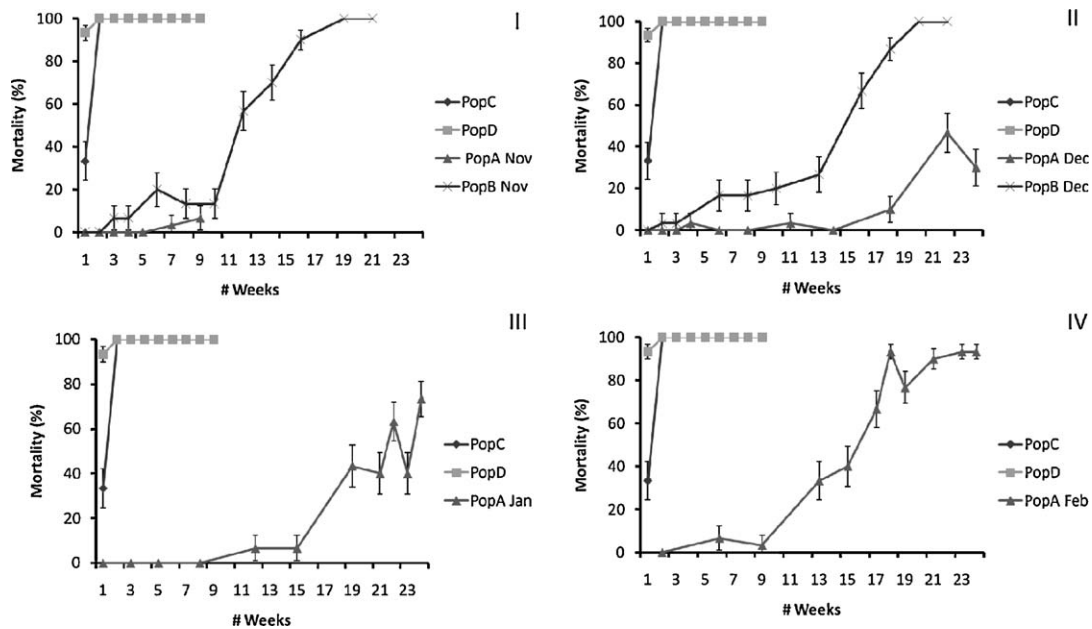 I
100
80
60
40
20
0
Mortality (%)
1 3 5 7 9 11 13 15 17 19 21 23
# Weeks
PopC
PopD
PopA Nov
PopB Nov
II
100
80
60
40
20
0
Mortality (%)
1 3 5 7 9 11 13 15 17 19 21 23
# Weeks
PopC
PopD
PopA Dec
PopB Dec
III
100
80
60
40
20
0
Mortality (%)
1 3 5 7 9 11 13 15 17 19 21 23
# Weeks
PopC
PopD
PopA Jan
IV
100
80
60
40
20
0
Mortality (%)
1 3 5 7 9 11 13 15 17 19 21 23
# Weeks
PopC
PopD
PopA Feb